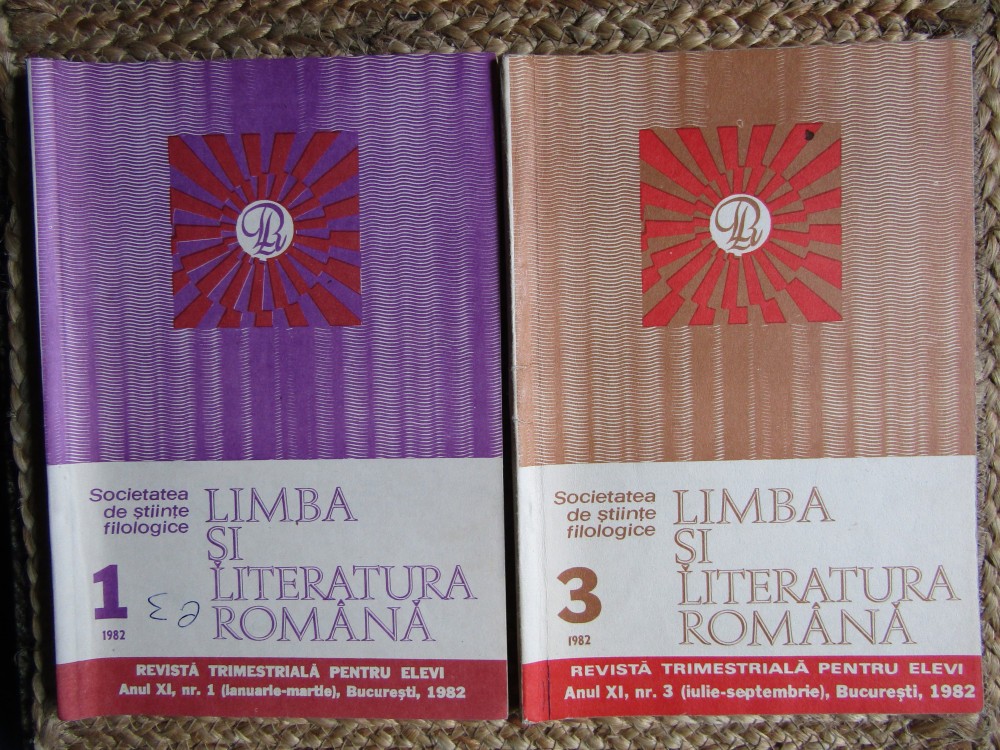 Societatea
de științe
filologice
LIMBA
ȘI
LITERATURA
ROMÂNĂ
1
1982
REVISTĂ TRIMESTRIALĂ PENTRU ELEVI
Anul XI, nr. 1 (ianuarie-martie), București, 1982
Societatea
de științe
filologice
LIMBA
ȘI
LITERATURA
ROMÂNĂ
3
1982
REVISTĂ TRIMESTRIALĂ PENTRU ELEVI
Anul XI, nr. 3 (iulie-septembrie), București, 1982